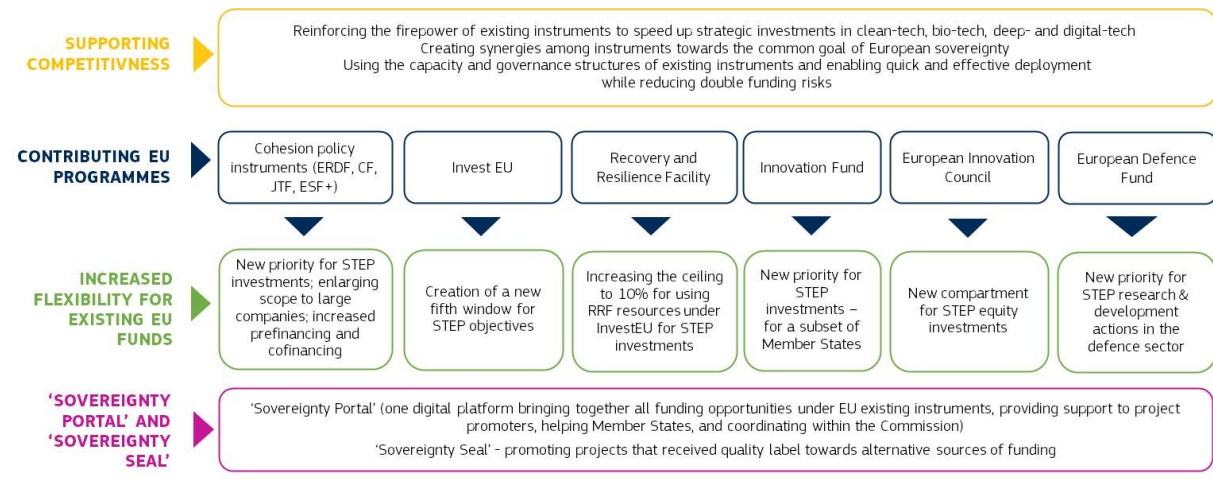 SUPPORTING
COMPETITIVNESS
Reinforcing the firepower of existing instruments to speed up strategic investments in clean-tech, bio-tech, deep- and digital-tech
Creating synergies among instruments towards the common goal of European sovereignty
Using the capacity and governance structures of existing instruments and enabling quick and effective deployment
while reducing double funding risks
CONTRIBUTING EU
PROGRAMMES
Cohesion policy
instruments (ERDF, CF,
JTF, ESF+)
Invest EU
Recovery and
Resilience Facility
Innovation Fund
European Innovation
Council
European Defence
Fund
INCREASED
FLEXIBILITY FOR
EXISTING EU
FUNDS
New priority for STEP
investments; enlarging
scope to large
companies; increased
prefinancing and
cofinancing
Creation of a new
fifth window for
STEP objectives
Increasing the ceiling
to 10% for using
RRF resources under
InvestEU for STEP
investments
New priority for
STEP
investments –
for a subset of
Member States
New compartment
for STEP equity
investments
New priority for
STEP research &
development
actions in the
defence sector
‘SOVEREIGNTY
PORTAL’ AND
‘SOVEREIGNTY
SEAL’
‘Sovereignty Portal’ (one digital platform bringing together all funding opportunities under EU existing instruments, providing support to project
promoters, helping Member States, and coordinating within the Commission)
‘Sovereignty Seal’ - promoting projects that received quality label towards alternative sources of funding